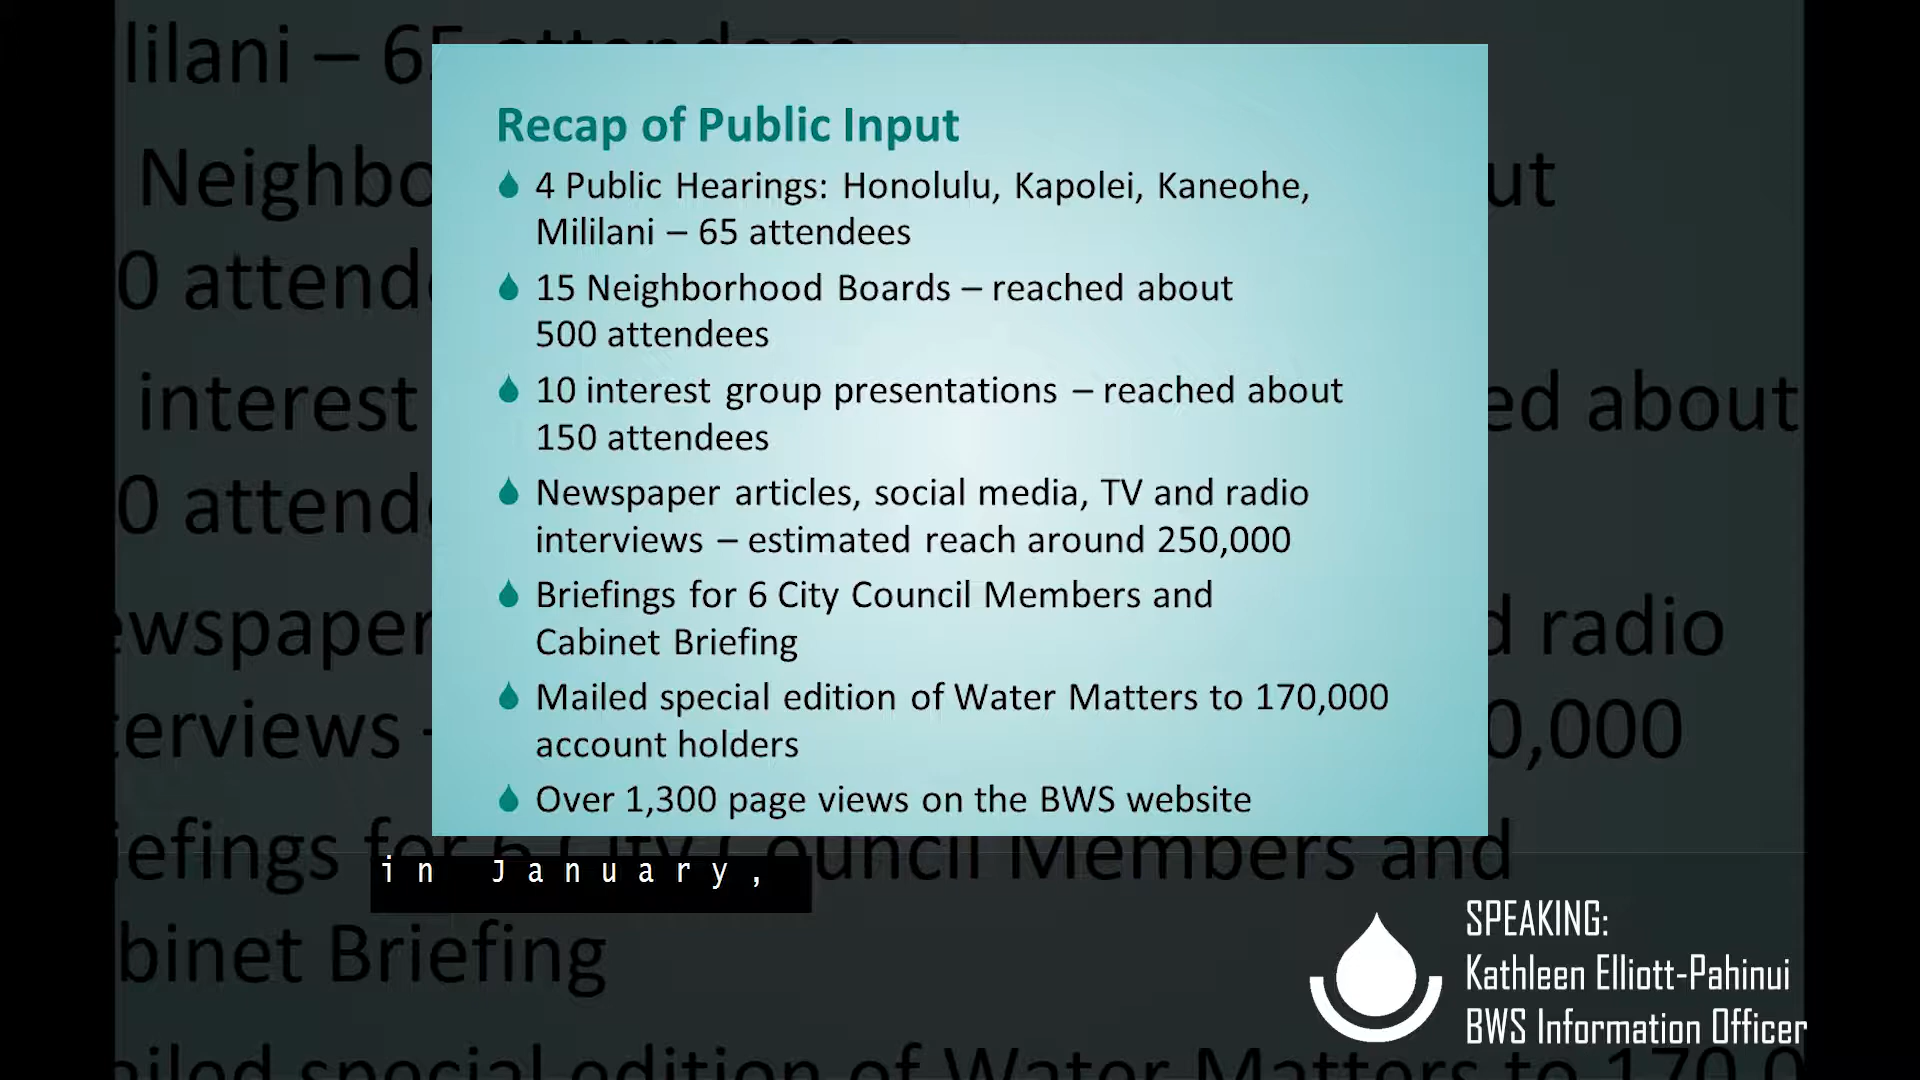 Recap of Public Input
4 Public Hearings: Honolulu, Kapolei, Kaneohe,
Mililani – 65 attendees
15 Neighborhood Boards – reached about
500 attendees
10 interest group presentations – reached about
150 attendees
Newspaper articles, social media, TV and radio
interviews – estimated reach around 250,000
Briefings for 6 City Council Members and
Cabinet Briefing
Mailed special edition of Water Matters to 170,000
account holders
Over 1,300 page views on the BWS website
in January,
SPEAKING:
Kathleen Elliott-Pahinui
BWS Information Officer